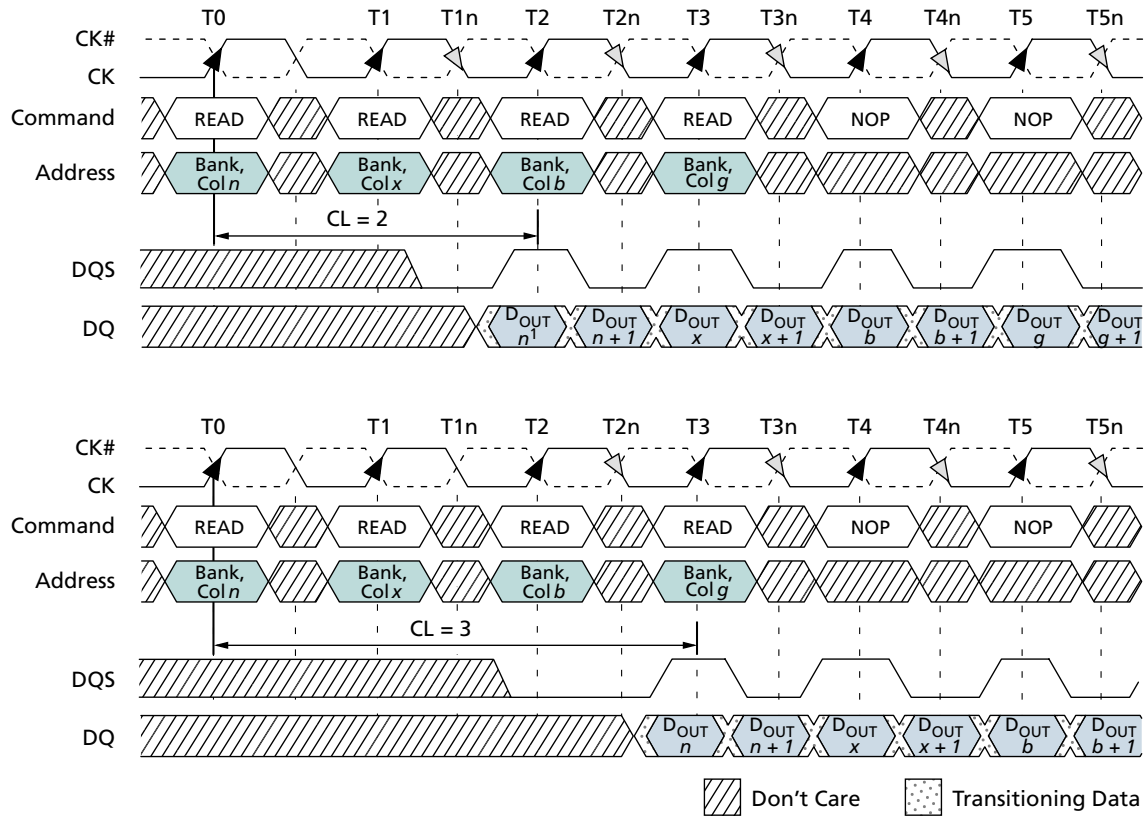 T0 T1 T1n T2 T2n T3 T3n T4 T4n T5 T5n
CK#
CK
Command READ READ READ READ NOP NOP
Address Bank, Col n Bank, Col x Bank, Col b Bank, Col g
CL = 2
DQS
DQ DOUT n1 DOUT n + 1 DOUT x DOUT x + 1 DOUT b DOUT b + 1 DOUT g DOUT g + 1
T0 T1 T1n T2 T2n T3 T3n T4 T4n T5 T5n
CK#
CK
Command READ READ READ READ NOP NOP
Address Bank, Col n Bank, Col x Bank, Col b Bank, Col g
CL = 3
DQS
DQ DOUT n DOUT n + 1 DOUT x DOUT x + 1 DOUT b DOUT b + 1
Don't Care Transitioning Data